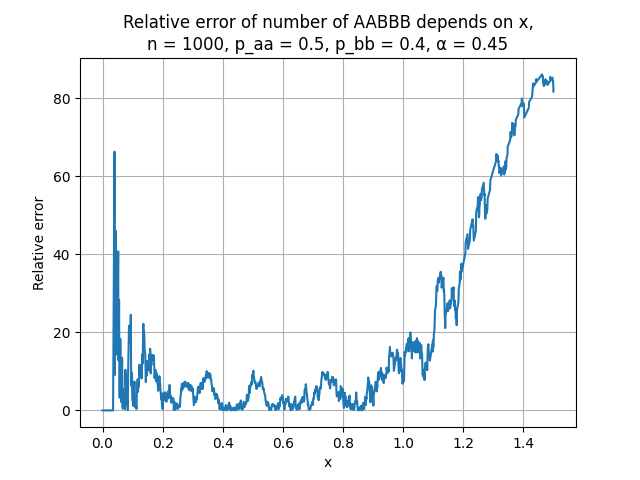 Relative error of number of AABBB depends on x,
n = 1000, p_aa = 0.5, p_bb = 0.4, α = 0.45
80
60
40
20
0
Relative error
0.0 0.2 0.4 0.6 0.8 1.0 1.2 1.4
x